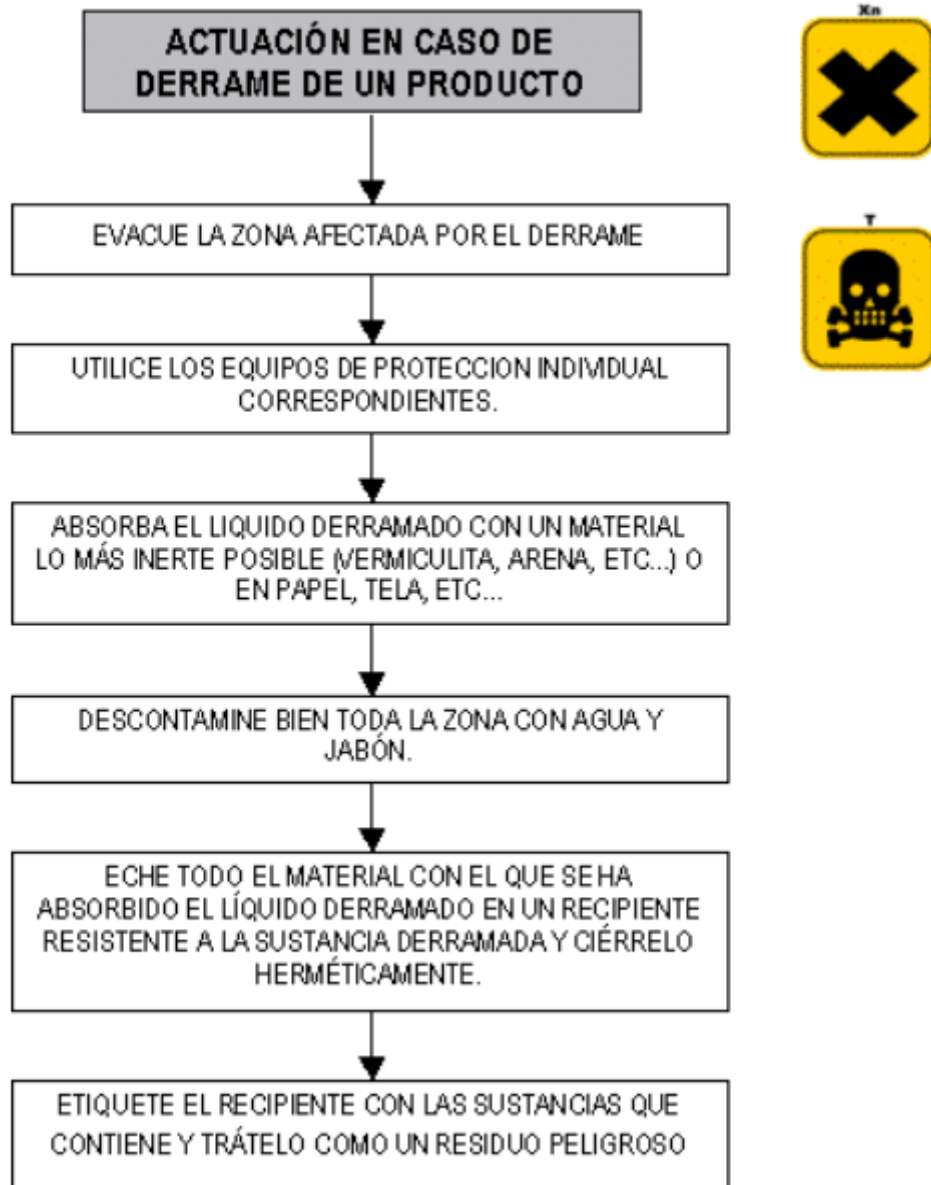 ACTUACIÓN EN CASO DE
DERRAME DE UN PRODUCTO
Xn
T
EVACUE LA ZONA AFECTADA POR EL DERRAME
UTILICE LOS EQUIPOS DE PROTECCION INDIVIDUAL
CORRESPONDIENTES.
ABSORBA EL LIQUIDO DERRAMADO CON UN MATERIAL
LO MÁS INERTE POSIBLE (VERMICULITA, ARENA, ETC...) O
EN PAPEL, TELA, ETC...
DESCONTAMINE BIEN TODA LA ZONA CON AGUA Y
JABÓN.
ECHE TODO EL MATERIAL CON EL QUE SE HA
ABSORBIDO EL LÍQUIDO DERRAMADO EN UN RECIPIENTE
RESISTENTE A LA SUSTANCIA DERRAMADA Y CIÉRRELO
HERMÉTICAMENTE.
ETIQUETE EL RECIPIENTE CON LAS SUSTANCIAS QUE
CONTIENE Y TRÁTELO COMO UN RESIDUO PELIGROSO